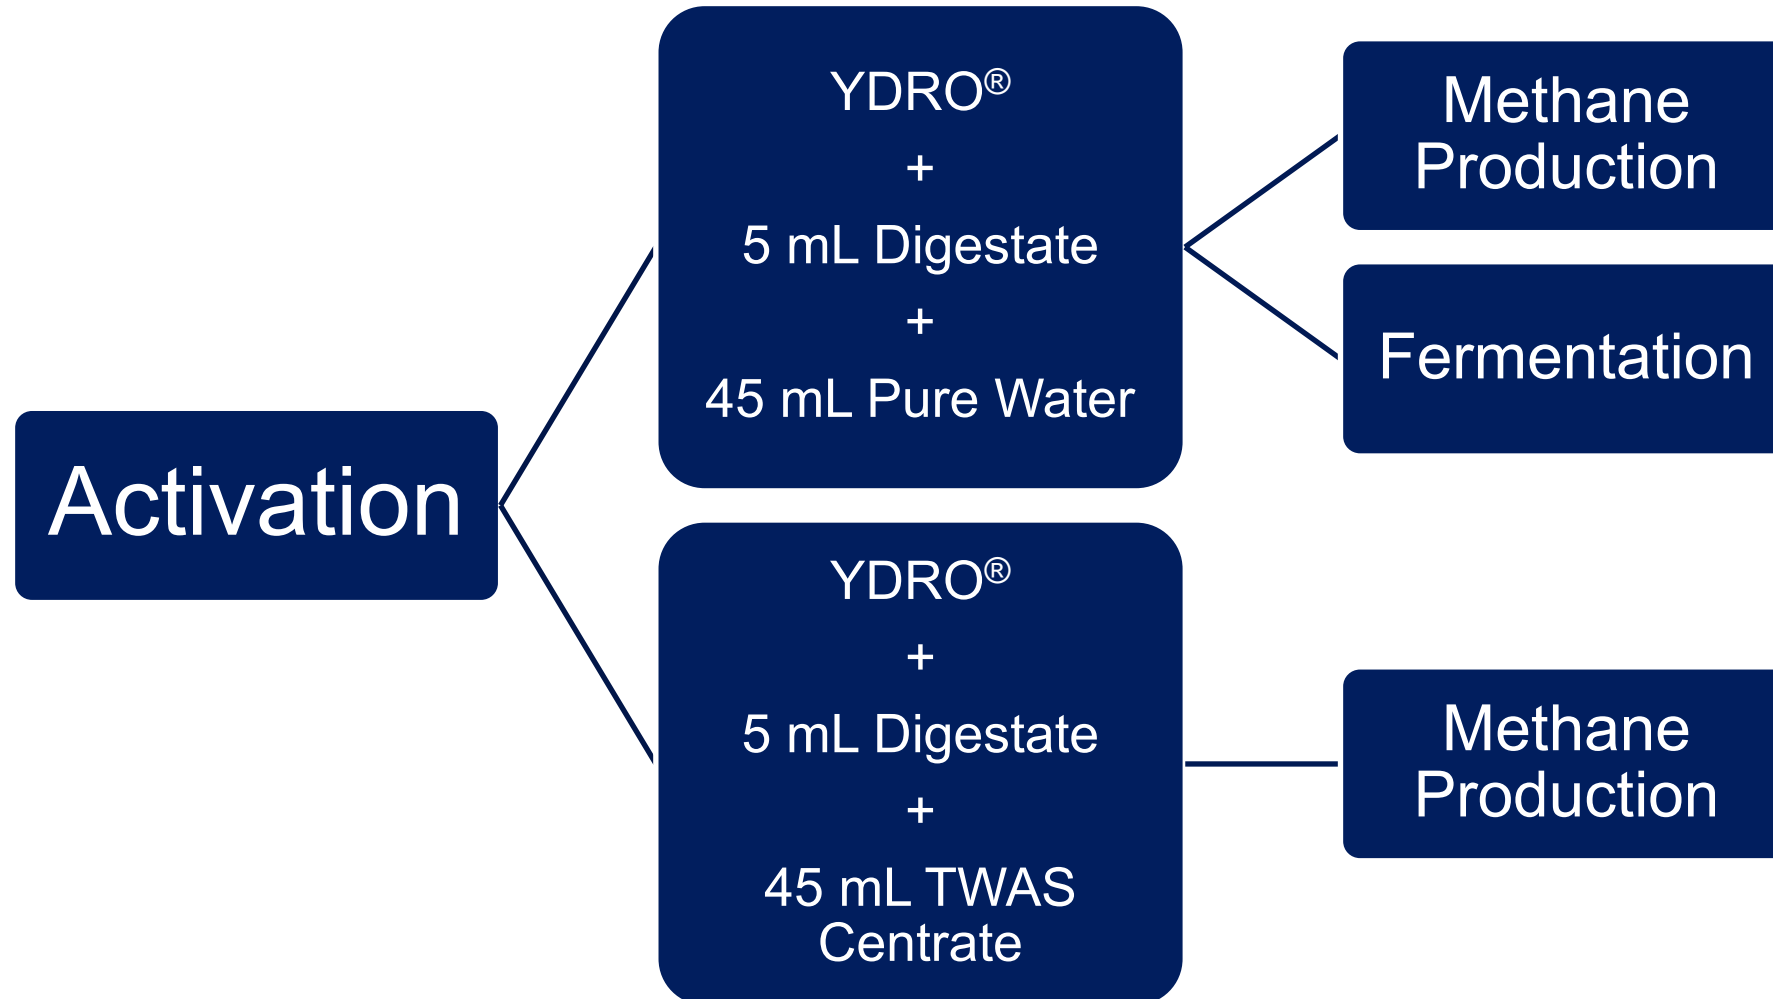 Activation
YDRO®
+
5 mL Digestate
+
45 mL Pure Water
Methane
Production
Fermentation
YDRO®
+
5 mL Digestate
+
45 mL TWAS
Centrate
Methane
Production